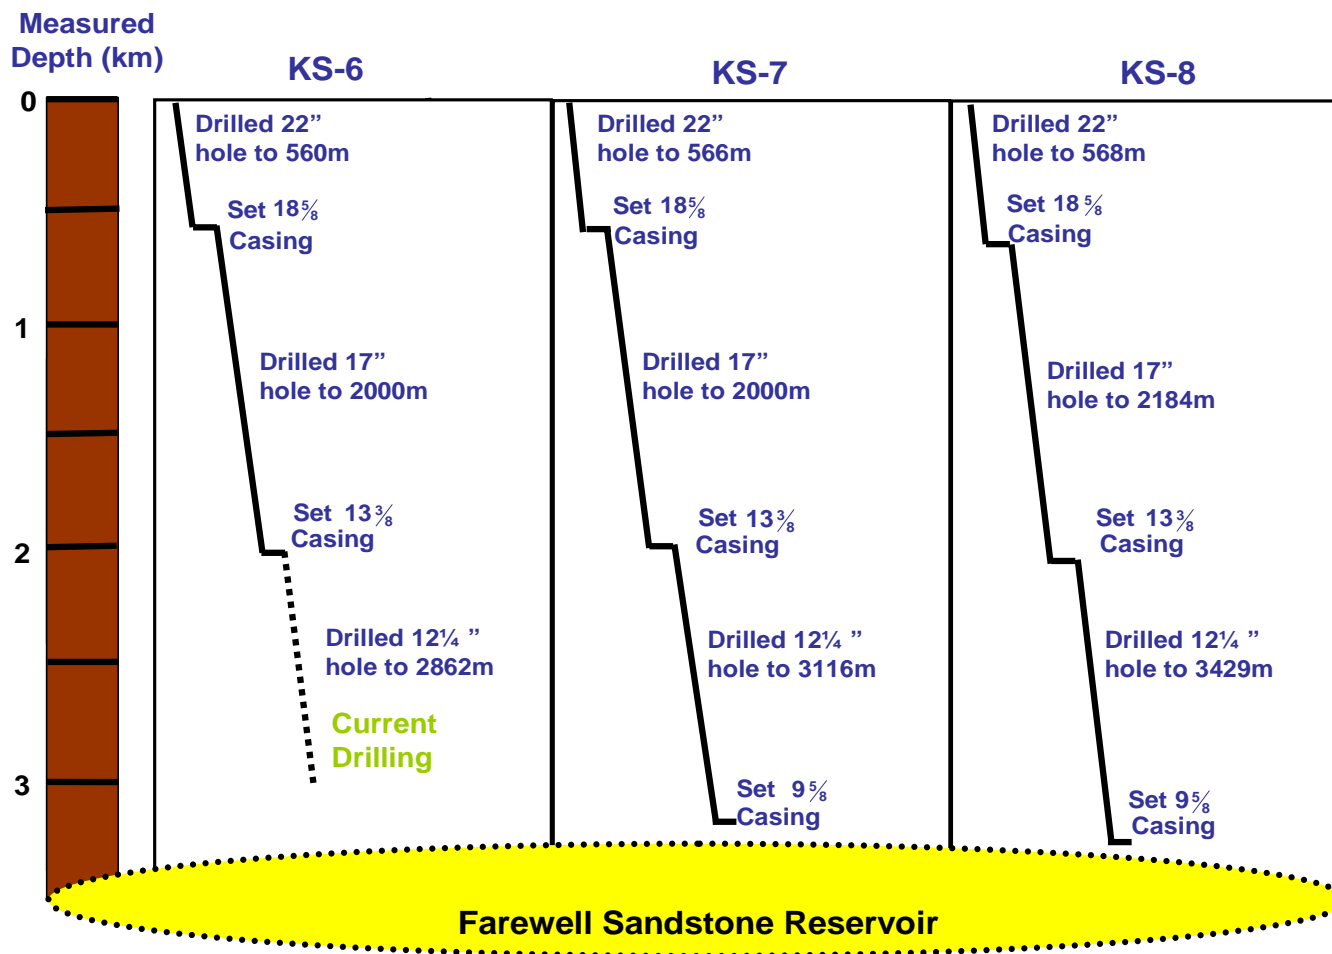 Measured
Depth (km)
KS-6
KS-7
KS-8
0
1
2
3
Drilled 22”
hole to 560m
Set 18⅝
Casing
Drilled 17”
hole to 2000m
Set 13⅜
Casing
Drilled 12¼ ”
hole to 2862m
Current
Drilling
Drilled 22”
hole to 566m
Set 18⅝
Casing
Drilled 17”
hole to 2000m
Set 13⅜
Casing
Drilled 12¼ ”
hole to 3116m
Set 9⅝
Casing
Drilled 22”
hole to 568m
Set 18⅝
Casing
Drilled 17”
hole to 2184m
Set 13⅜
Casing
Drilled 12¼ ”
hole to 3429m
Set 9⅝
Casing
Farewell Sandstone Reservoir